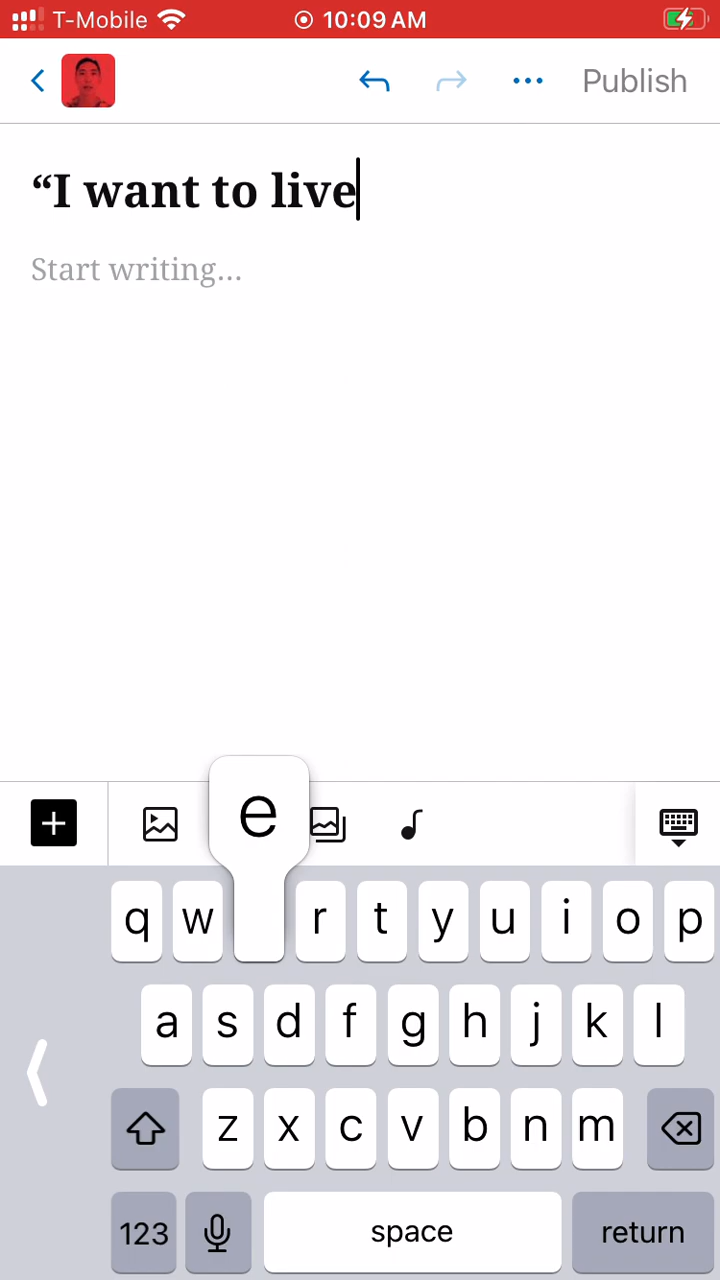 T-Mobile 10:09 AM
Publish
“I want to live
Start writing...
e
q w r t y u i o p
a s d f g h j k l
z x c v b n m
123 space return